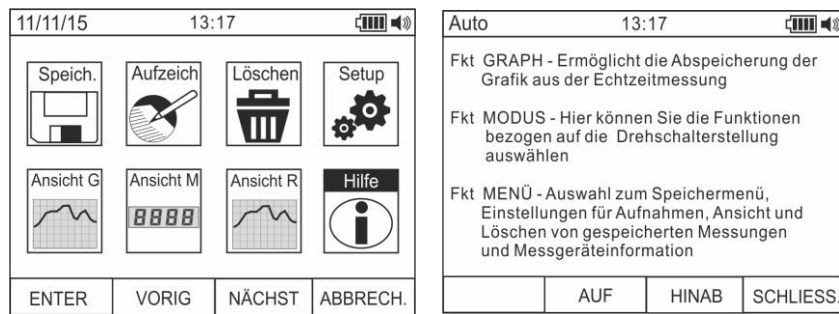 11/11/15 13:17
Speich. Aufzeich Löschen Setup
Ansicht G Ansicht M Ansicht R Hilfe
8888
i
ENTER VORIG NÄCHST ABBRECH.
Auto 13:17
Fkt GRAPH - Ermöglicht die Abspeicherung der
Grafik aus der Echtzeitmessung
Fkt MODUS - Hier können Sie die Funktionen
bezogen auf die Drehschalterstellung
auswählen
Fkt MENÜ - Auswahl zum Speichermenü,
Einstellungen für Aufnahmen, Ansicht und
Löschen von gespeicherten Messungen
und Messgeräteinformation
AUF HINAB SCHLIESS.